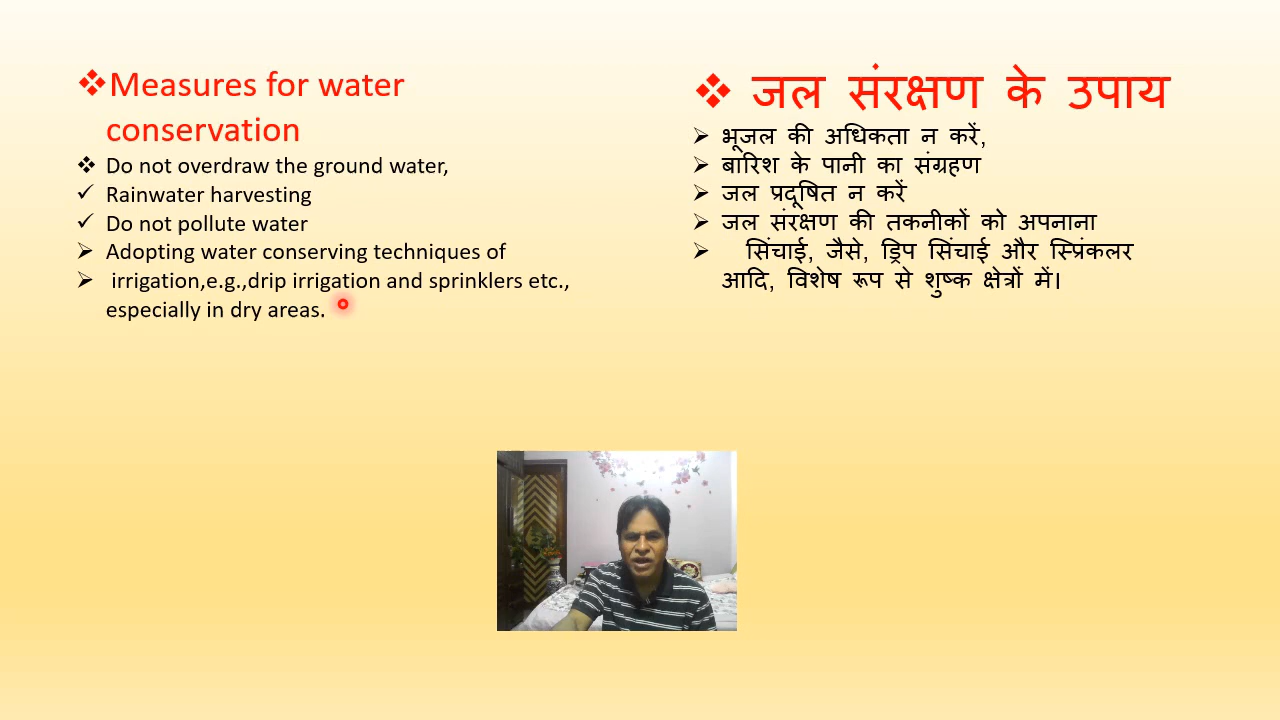 ❖Measures for water
conservation
❖ Do not overdraw the ground water,
✓ Rainwater harvesting
✓ Do not pollute water
➢ Adopting water conserving techniques of
➢ irrigation,e.g.,drip irrigation and sprinklers etc.,
especially in dry areas.
❖ जल संरक्षण के उपाय
➢ भूजल की अधिकता न करें,
➢ बारिश के पानी का संग्रहण
➢ जल प्रदूषित न करें
➢ जल संरक्षण की तकनीकों को अपनाना
➢ सिंचाई, जैसे, ड्रिप सिंचाई और स्प्रिंकलर
आदि, विशेष रूप से शुष्क क्षेत्रों में।